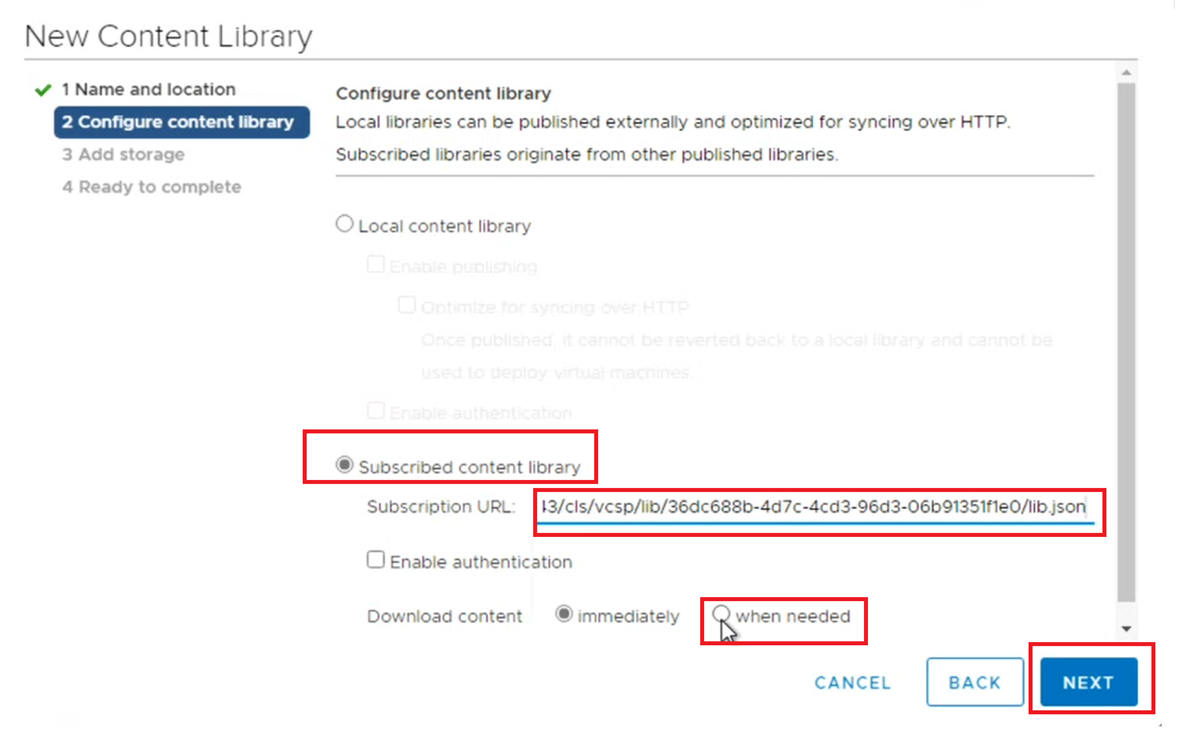 New Content Library
1 Name and location
2 Configure content library
3 Add storage
4 Ready to complete
Configure content library
Local libraries can be published externally and optimized for syncing over HTTP.
Subscribed libraries originate from other published libraries.
Local content library
Enable publishing
Optimize for syncing over HTTP
Once published, it cannot be reverted back to a local library and cannot be
used to deploy virtual machines.
Enable authentication
Subscribed content library
Subscription URL: 43/cls/vcsp/lib/36dc688b-4d7c-4cd3-96d3-06b91351f1e0/lib.json
Enable authentication
Download content immediately when needed
CANCEL BACK NEXT